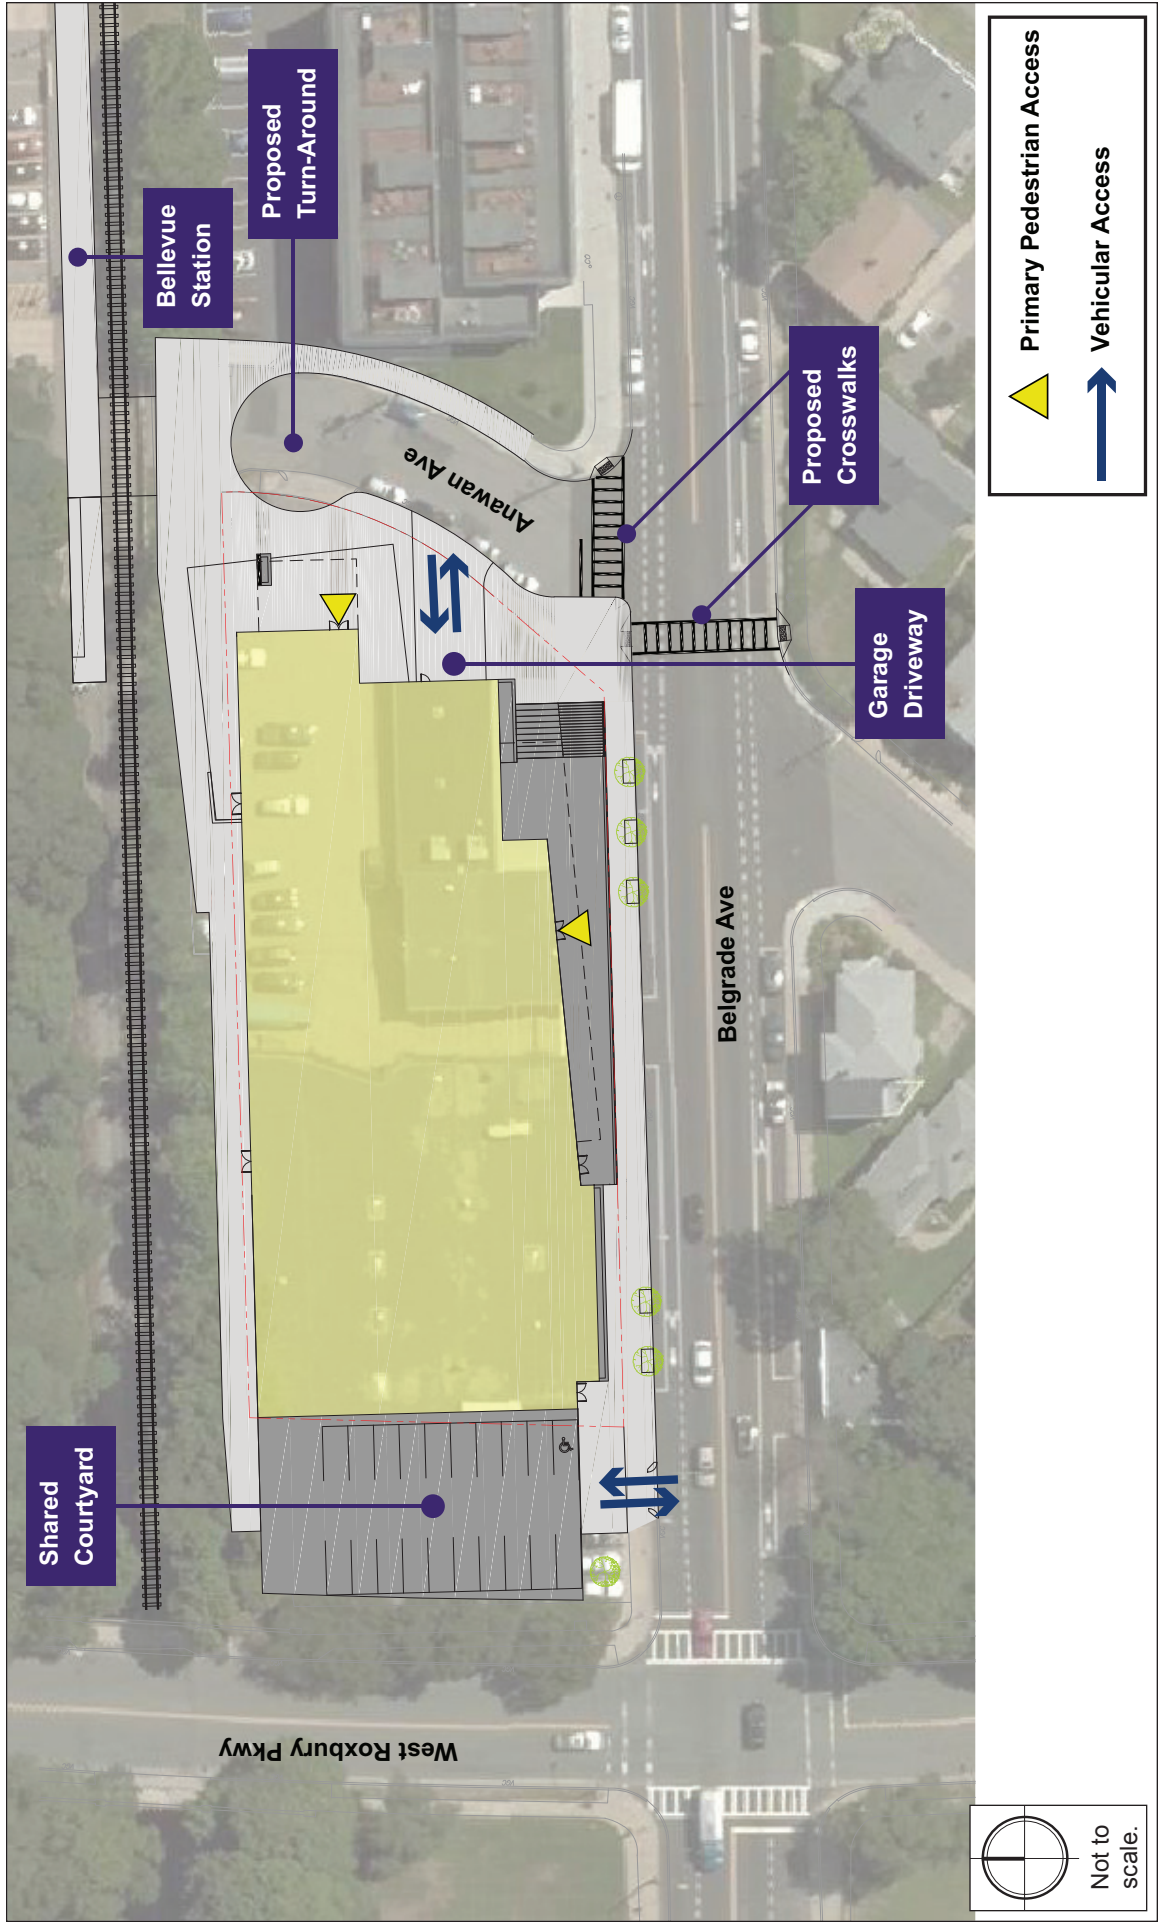 Shared
Courtyard
Bellevue
Station
Proposed
Turn-Around
Anawan Ave
West Roxbury Pkwy
Belgrade Ave
Garage
Driveway
Proposed
Crosswalks
Not to
scale.
Primary Pedestrian Access
Vehicular Access